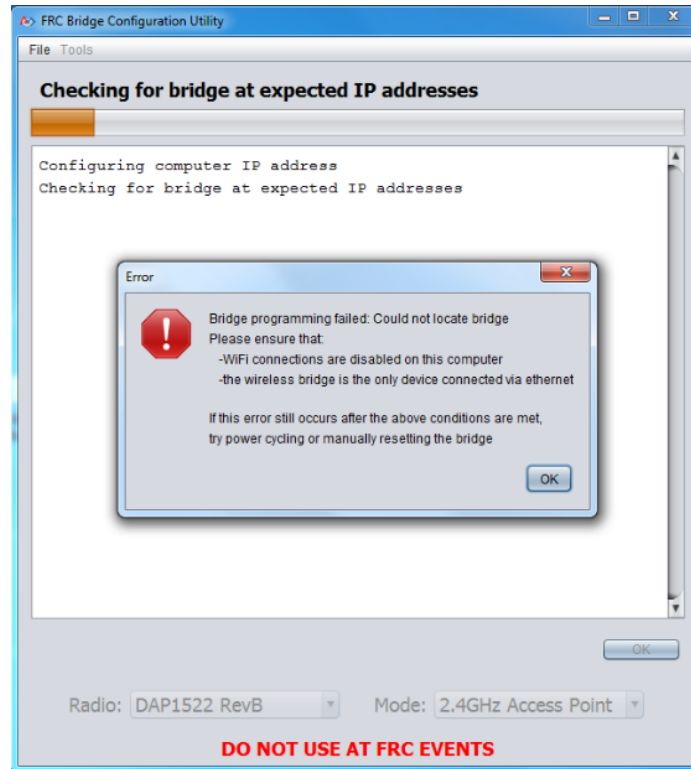 FRC Bridge Configuration Utility
File Tools
Checking for bridge at expected IP addresses
Configuring computer IP address
Checking for bridge at expected IP addresses
Error
Bridge programming failed: Could not locate bridge
Please ensure that:
-WiFi connections are disabled on this computer
-the wireless bridge is the only device connected via ethernet
If this error still occurs after the above conditions are met,
try power cycling or manually resetting the bridge
OK
OK
Radio: DAP1522 RevB Mode: 2.4GHz Access Point
DO NOT USE AT FRC EVENTS